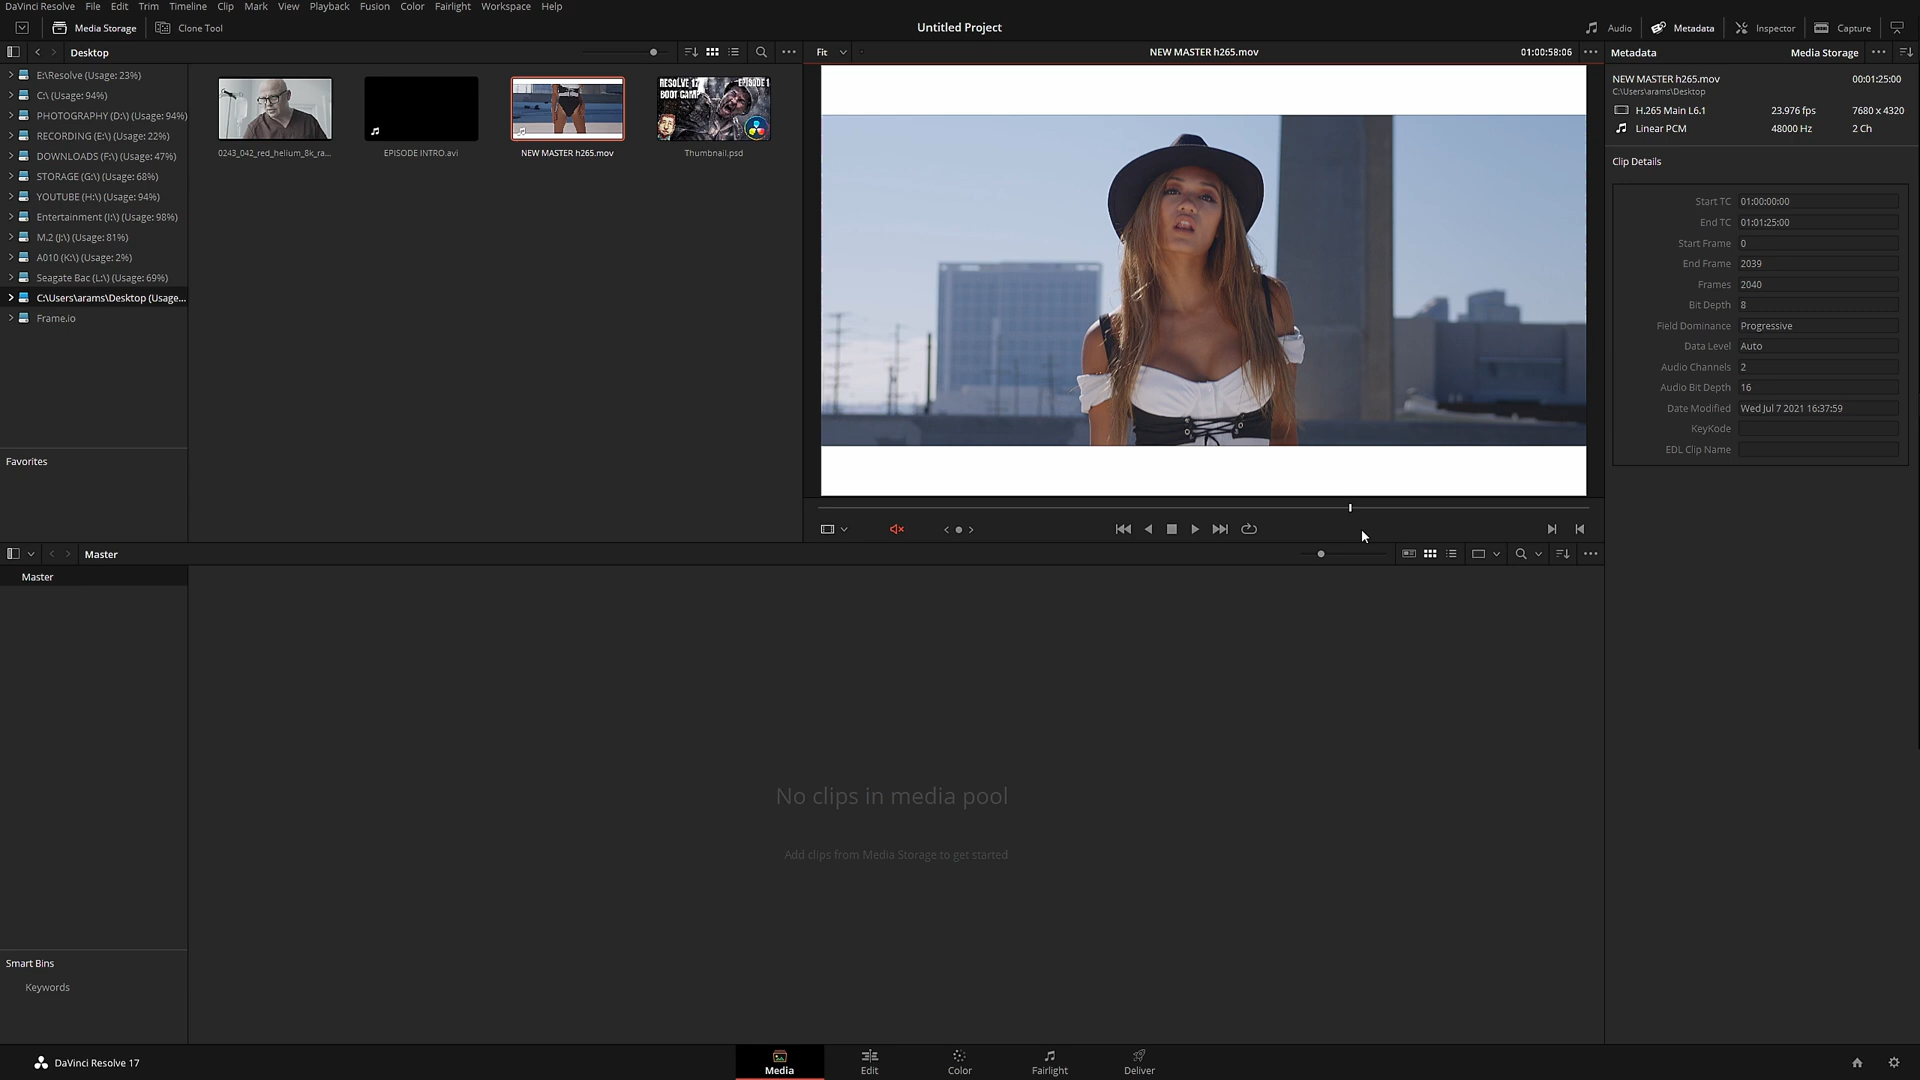 DaVinci Resolve File Edit Trim Timeline Clip Mark View Playback Fusion Color Fairlight Workspace Help
Media Storage Clone Tool Untitled Project Audio Metadata Inspector Capture
Desktop Fit NEW MASTER h265.mov 01:00:58:06 Metadata Media Storage
E:\Resolve (Usage: 23%)
C:\ (Usage: 94%)
PHOTOGRAPHY (D:\) (Usage: 94%)
RECORDING (E:\) (Usage: 22%)
DOWNLOADS (F:\) (Usage: 47%)
STORAGE (G:\) (Usage: 68%)
YOUTUBE (H:\) (Usage: 94%)
Entertainment (I:\) (Usage: 98%)
M.2 (J:\) (Usage: 81%)
A010 (K:\) (Usage: 2%)
Seagate Bac (L:\) (Usage: 69%)
C:\Users\arams\Desktop (Usage...
Frame.io
Favorites
RESOLVE 17 EPISODE 1
BOOT CAMP
0243_042_red_helium_8k_ra... EPISODE INTRO.avi NEW MASTER h265.mov Thumbnail.psd
NEW MASTER h265.mov 00:01:25:00
C:\Users\arams\Desktop
H.265 Main L6.1 23.976 fps 7680 x 4320
Linear PCM 48000 Hz 2 Ch
Clip Details
Start TC 01:00:00:00
End TC 01:01:25:00
Start Frame 0
End Frame 2039
Frames 2040
Bit Depth 8
Field Dominance Progressive
Data Level Auto
Audio Channels 2
Audio Bit Depth 16
Date Modified Wed Jul 7 2021 16:37:59
KeyKode
EDL Clip Name
Master
Master
No clips in media pool
Add clips from Media Storage to get started
Smart Bins
Keywords
DaVinci Resolve 17 Media Edit Color Fairlight Deliver